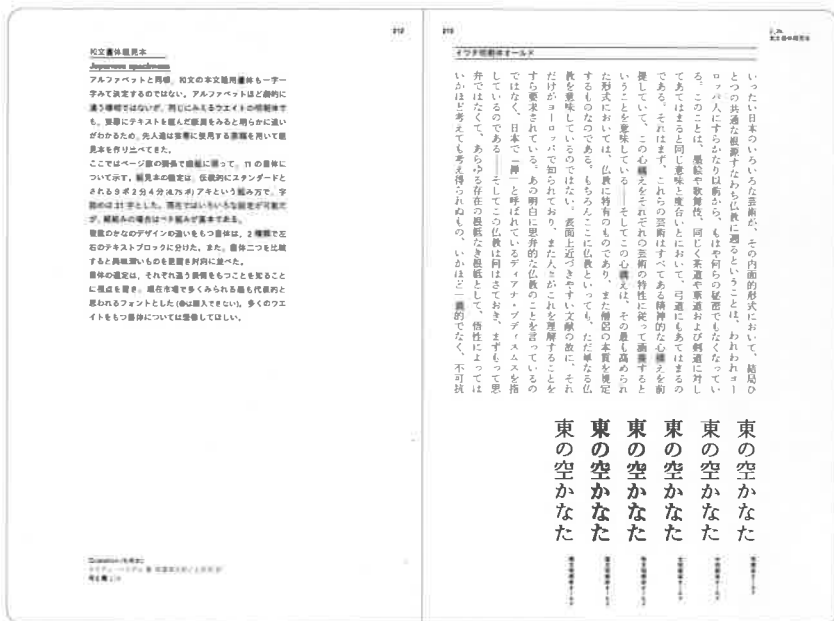 212
和文書体組見本
Japanese specimens
アルファベットと同様、和文の本文組用書体も一字一
字みて決定するのではない。アルファベットほど劇的に
違う様相ではないが、同じにみえるウエイトの明朝体で
も、実際にテキストを組んで版面をみると明らかに違い
がわかるため、先人達は実際に使用する原稿を用いて組
見本を作り比べてきた。
ここではページ数の関係で
について示す。組見本の設定は、伝統的にスタンダードと
される9ポ2分4分(4.75ポ)アキという組み方で、字
詰めは31字とした。現在ではいろいろな設定が可能だ
が、縦組みの場合はベタ組みが基本である。
複数のかなのデザインの違いをもつ書体は、2種類で左
右のテキストブロックに分けた。また、書体二つを比較
すると興味深いものを見開き対向に並べた。
書体の選定は、それぞれ違う表情をもつことを知ること
に視点を置き、現在市場で多くみられる最も代表的と
思われるフォントとした(は購入できない)。多くのウエ
イトをもつ書体については想像してほしい。
213
イワタ明朝体オールド
いったい日本のいろいろな芸術が、その内面的形式において、結局ひ
とつの共通な根源すなわち仏教に遡るということは、われわれヨー
ロッパ人にすらかなり以前から、もはや何らの秘密でもなくなってい
る。このことは、墨絵や歌舞伎、同じく茶道や華道および剣道に対し
てあてはまると同じ意味と度合いとにおいて、弓道にもあてはまるの
である。それはまず、これらの芸術はすべてある精神的な心構えを前
提していて、この心構えをそれぞれの芸術の特性に従って涵養すると
いうことを意味している――そしてこの心構えは、その最も高められ
た形式においては、仏教に特有のものであり、また僧侶の本質を規定
するものなのである。もちろんここに仏教といっても、ただ単なる仏
教を意味しているのではない。表面上近づきやすい文献の故に、それ
だけがヨーロッパで知られており、また人々がこれを理解することを
すら要求されている、あの明白に思弁的な仏教のことを言っているの
ではなく、日本で「禅」と呼ばれているディアナ・ブディスムスを指
しているのである――そしてこの仏教は何はさておき、まずもって思
弁ではなくて、あらゆる存在の根柢なき根柢として、悟性によっては
いかほど考えても考え得られぬもの、いかほど一義的でなく、不可抗
東の空かなた
東の空かなた
東の空かなた
東の空かなた
東の空かなた
東の空かなた